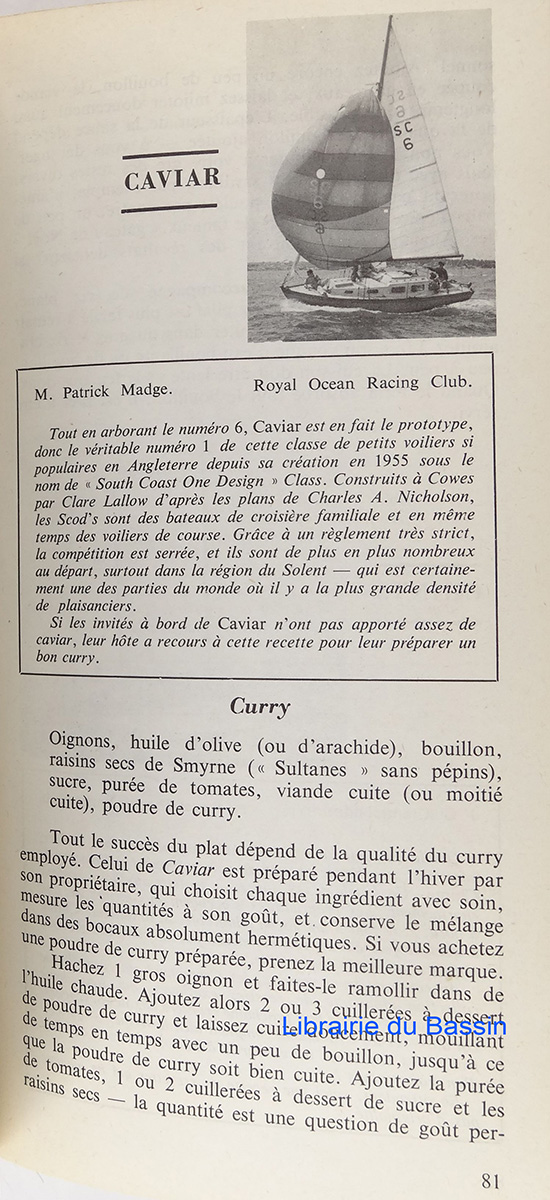 CAVIAR
SC
6
M. Patrick Madge. Royal Ocean Racing Club.
Tout en arborant le numéro 6, Caviar est en fait le prototype,
donc le véritable numéro 1 de cette classe de petits voiliers si
populaires en Angleterre depuis sa création en 1955 sous le
nom de « South Coast One Design » Class. Construits à Cowes
par Clare Lallow d'après les plans de Charles A. Nicholson,
les Scod's sont des bateaux de croisière familiale et en même
temps des voiliers de course. Grâce à un règlement très strict,
la compétition est serrée, et ils sont de plus en plus nombreux
au départ, surtout dans la région du Solent — qui est certaine-
ment une des parties du monde où il y a la plus grande densité
de plaisanciers.
Si les invités à bord de Caviar n'ont pas apporté assez de
caviar, leur hôte a recours à cette recette pour leur préparer un
bon curry.
Curry
Oignons, huile d'olive (ou d'arachide), bouillon,
raisins secs de Smyrne (« Sultanes » sans pépins),
sucre, purée de tomates, viande cuite (ou moitié
cuite), poudre de curry.
Tout le succès du plat dépend de la qualité du curry
employé. Celui de Caviar est préparé pendant l'hiver par
son propriétaire, qui choisit chaque ingrédient avec soin,
mesure les quantités à son goût, et conserve le mélange
dans des bocaux absolument hermétiques. Si vous achetez
une poudre de curry préparée, prenez la meilleure marque.
Hachez 1 gros oignon et faites-le ramollir dans de
l'huile chaude. Ajoutez alors 2 ou 3 cuillerées à dessert
de poudre de curry et laissez cuire doucement, mouillant
de temps en temps avec un peu de bouillon, jusqu'à ce
que la poudre de curry soit bien cuite. Ajoutez la purée
de tomates, 1 ou 2 cuillerées à dessert de sucre et les
raisins secs — la quantité est une question de goût per-
Librairie du Bassin
81